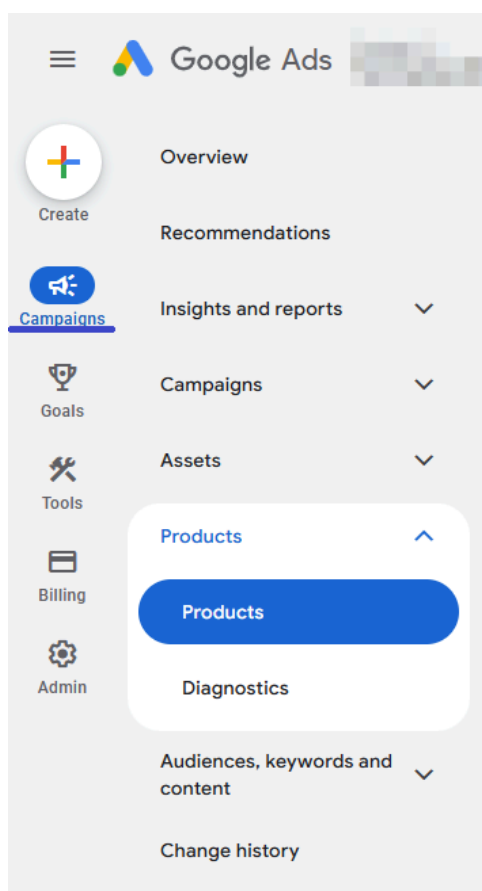 Google Ads
Create
Campaigns
Goals
Tools
Billing
Admin
Overview
Recommendations
Insights and reports
Campaigns
Assets
Products
Products
Diagnostics
Audiences, keywords and
content
Change history